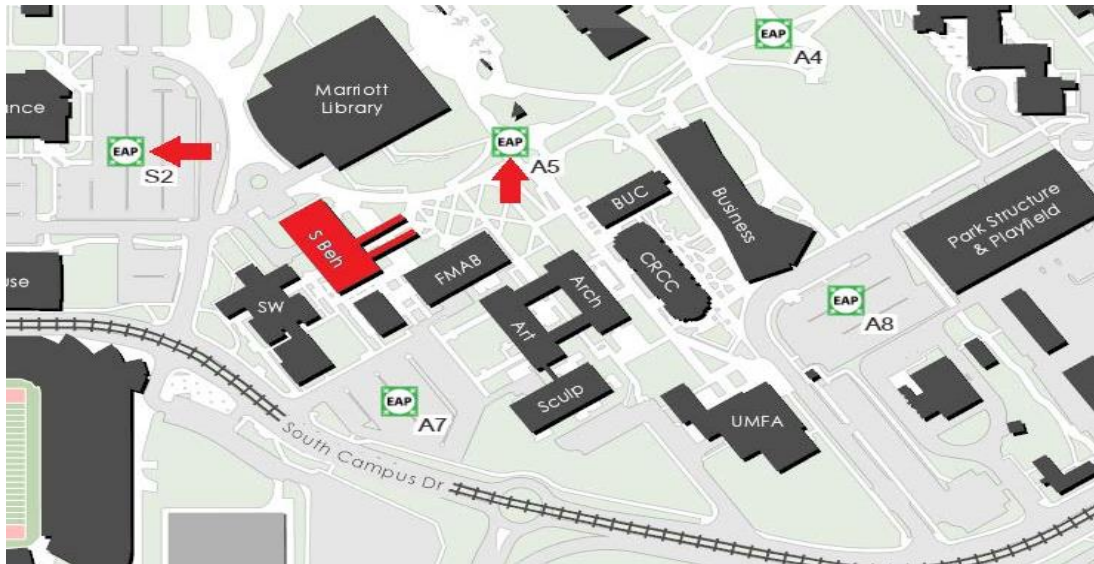 EAP
A4
Marriott
Library
ance
EAP
S2
EAP
A5
BUC
Business
Park Structure
& Playfield
S Beh
FMAB
CRCC
Arch
use
SW
EAP
A8
Art
EAP
A7
Sculp
UMFA
South Campus Dr